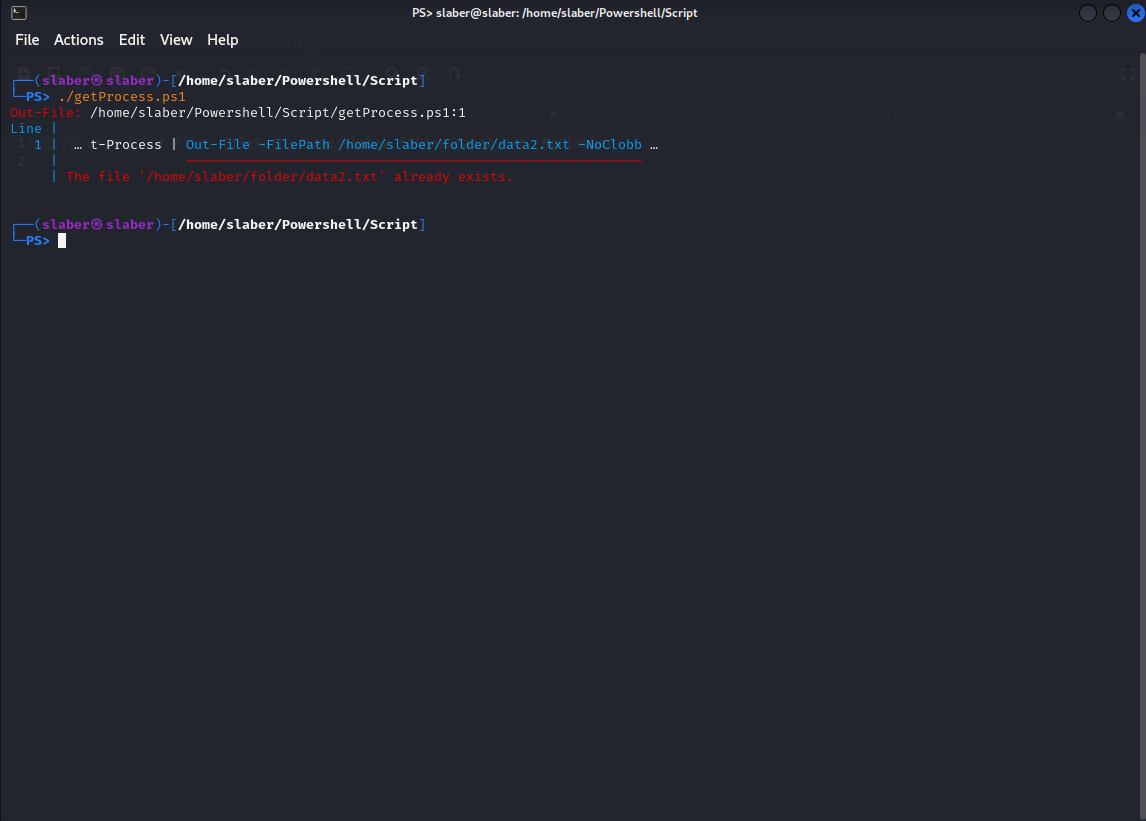 PS> slaber@slaber: /home/slaber/Powershell/Script
File Actions Edit View Help
┌──(slaber㉿slaber)-[/home/slaber/Powershell/Script]
└─PS> ./getProcess.ps1
Out-File: /home/slaber/Powershell/Script/getProcess.ps1:1
Line |
1 | … t-Process | Out-File -FilePath /home/slaber/folder/data2.txt -NoClobb …
| ~~~~~~~~~~~~~~~~~~~~~~~~~~~~~~~~~~~~~~~~~~~~~~~~~~~~~~~~~
| The file '/home/slaber/folder/data2.txt' already exists.
┌──(slaber㉿slaber)-[/home/slaber/Powershell/Script]
└─PS>